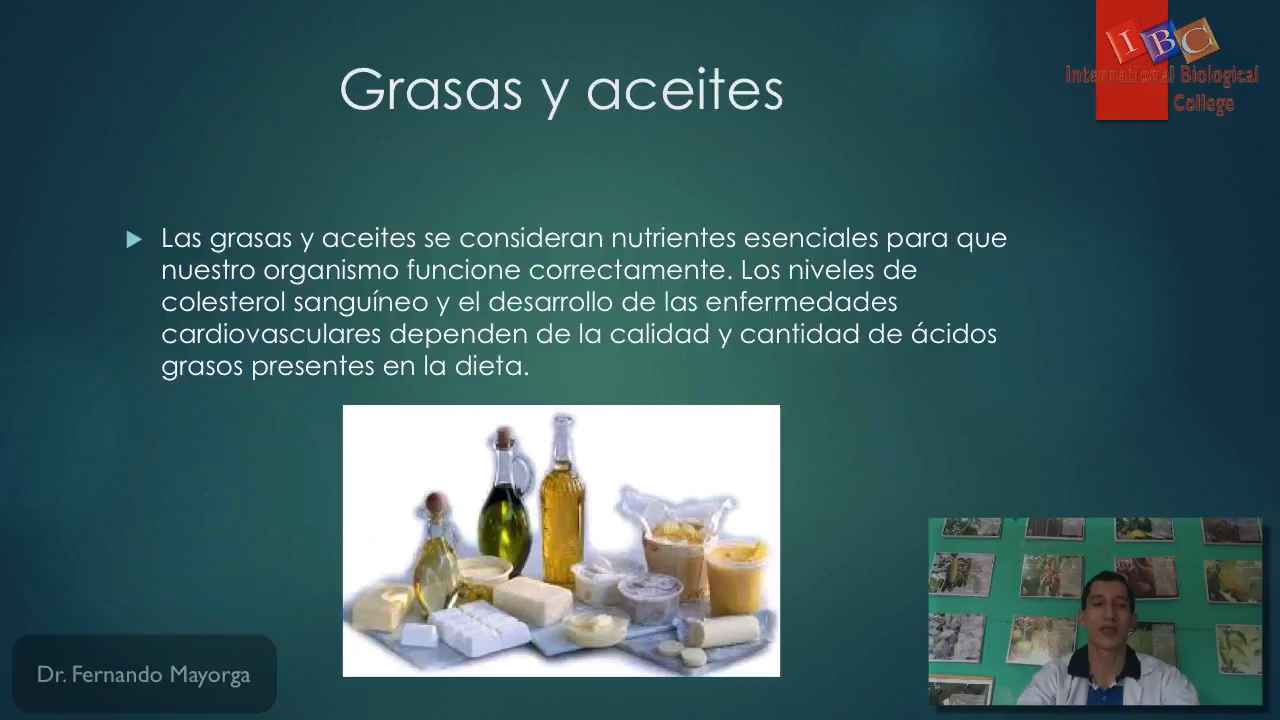 Grasas y aceites
IBC
International Biological
College
Las grasas y aceites se consideran nutrientes esenciales para que
nuestro organismo funcione correctamente. Los niveles de
colesterol sanguíneo y el desarrollo de las enfermedades
cardiovasculares dependen de la calidad y cantidad de ácidos
grasos presentes en la dieta.
Dr. Fernando Mayorga